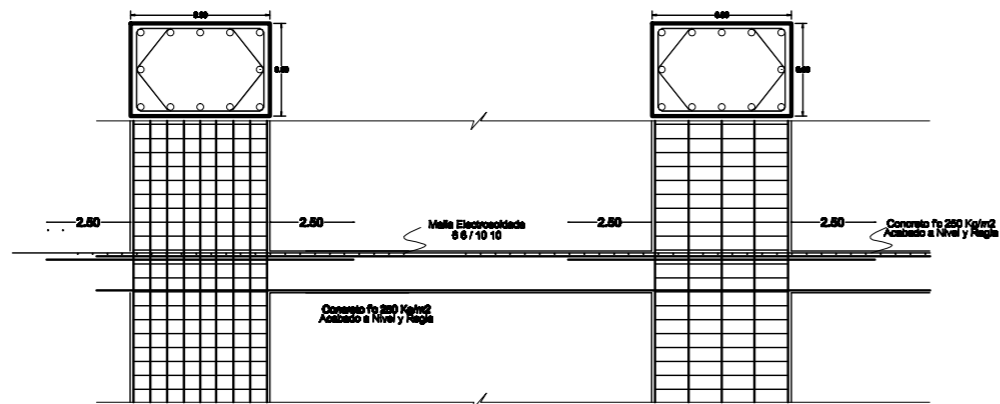 2.50
2.50
2.50
2.50
Malla Electrosoldada
6 6 / 10 10
Concreto f'c 250 Kg/m2
Acabado a Nivel y Regla
Concreto f'c 250 Kg/m2
Acabado a Nivel y Regla